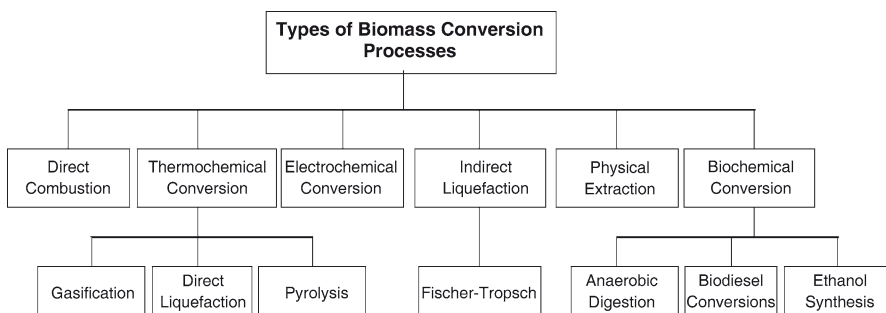 Types of Biomass Conversion
Processes
Direct
Combustion
Thermochemical
Conversion
Electrochemical
Conversion
Indirect
Liquefaction
Physical
Extraction
Biochemical
Conversion
Gasification
Direct
Liquefaction
Pyrolysis
Fischer-Tropsch
Anaerobic
Digestion
Biodiesel
Conversions
Ethanol
Synthesis